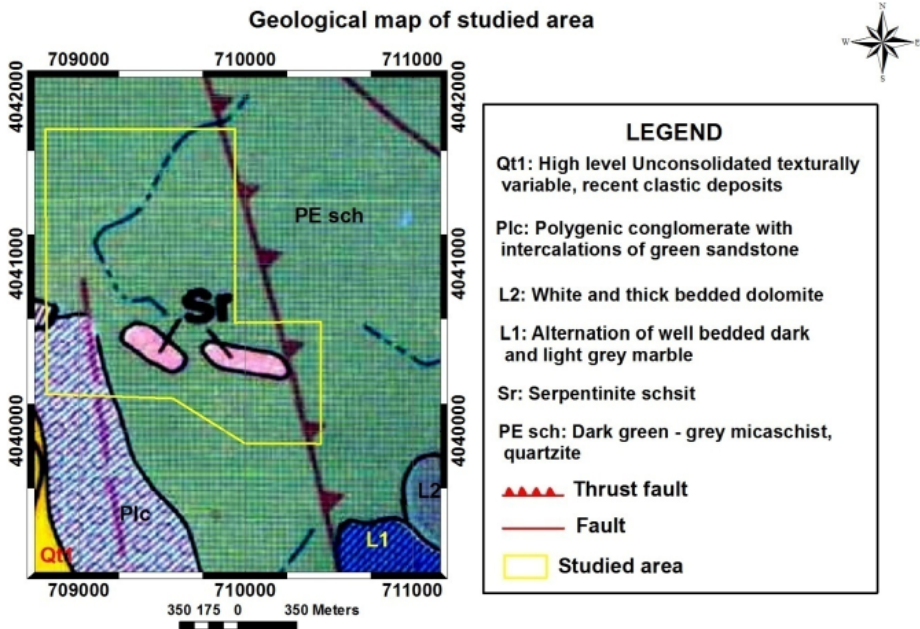 Geological map of studied area
N
W E
S
709000 710000 711000
4042000 4042000
LEGEND
Qt1: High level Unconsolidated texturally
variable, recent clastic deposits
PE sch
Plc: Polygenic conglomerate with
intercalations of green sandstone
4041000 4041000
L2: White and thick bedded dolomite
Sr
L1: Alternation of well bedded dark
and light grey marble
Sr: Serpentinite schsit
4040000 4040000
PE sch: Dark green - grey micaschist,
quartzite
Thrust fault
L2
Plc
Fault
L1
Qt1
Studied area
709000 710000 711000
350 175 0 350 Meters